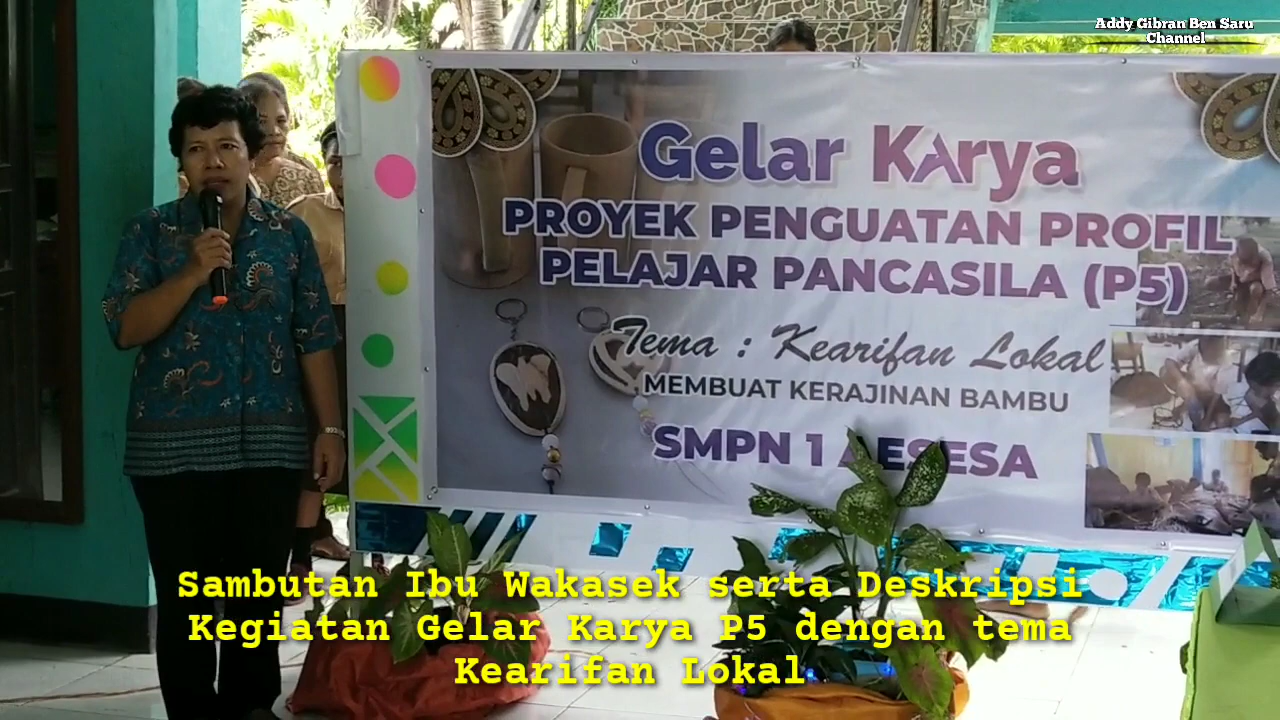 Addy Gibran Ben Saru
Channel
Gelar Karya
PROYEK PENGUATAN PROFIL
PELAJAR PANCASILA (P5)
Tema : Kearifan Lokal
MEMBUAT KERAJINAN BAMBU
SMPN 1 AESESA
Sambutan Ibu Wakasek serta Deskripsi
Kegiatan Gelar Karya P5 dengan tema
Kearifan Lokal